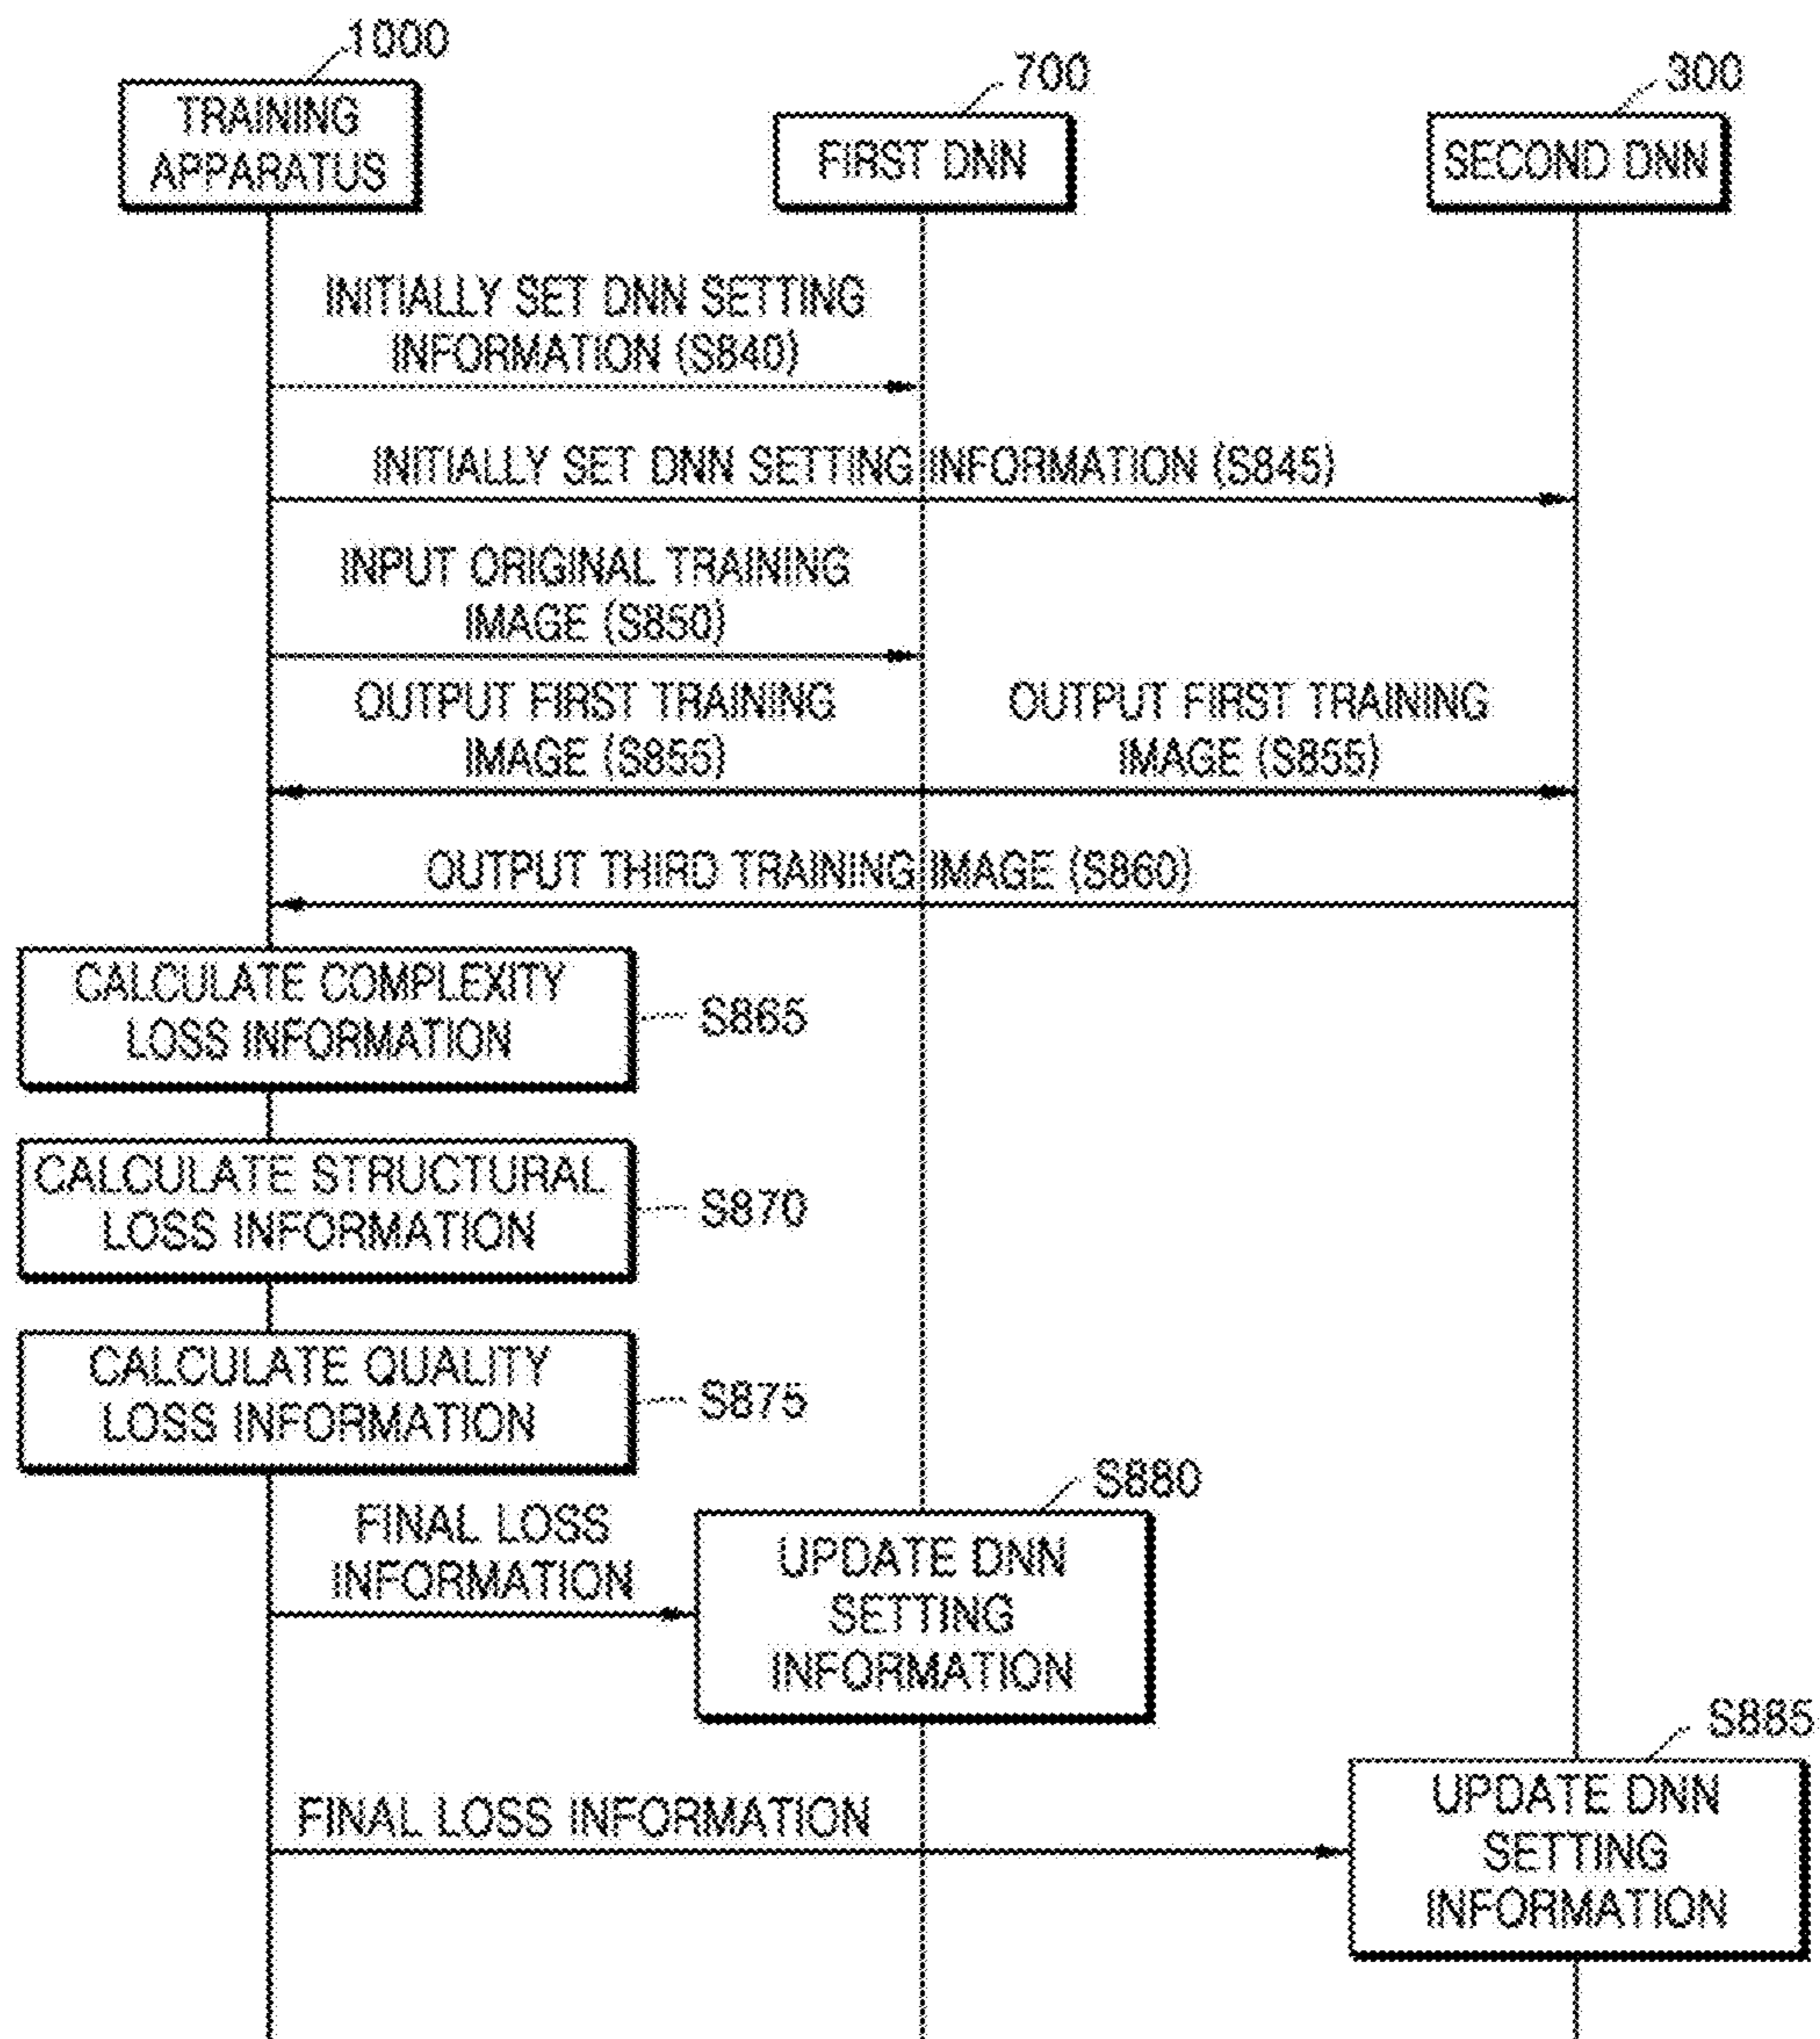 1000
700
300
TRAINING
APPARATUS
FIRST DNN
SECOND DNN
INITIALLY SET DNN SETTING
INFORMATION (S840)
INITIALLY SET DNN SETTING INFORMATION (S845)
INPUT ORIGINAL TRAINING
IMAGE (S850)
OUTPUT FIRST TRAINING
IMAGE (S855)
OUTPUT FIRST TRAINING
IMAGE (S855)
OUTPUT THIRD TRAINING IMAGE (S860)
CALCULATE COMPLEXITY
LOSS INFORMATION
S865
CALCULATE STRUCTURAL
LOSS INFORMATION
S870
CALCULATE QUALITY
LOSS INFORMATION
S875
FINAL LOSS
INFORMATION
S880
UPDATE DNN
SETTING
INFORMATION
FINAL LOSS INFORMATION
S885
UPDATE DNN
SETTING
INFORMATION